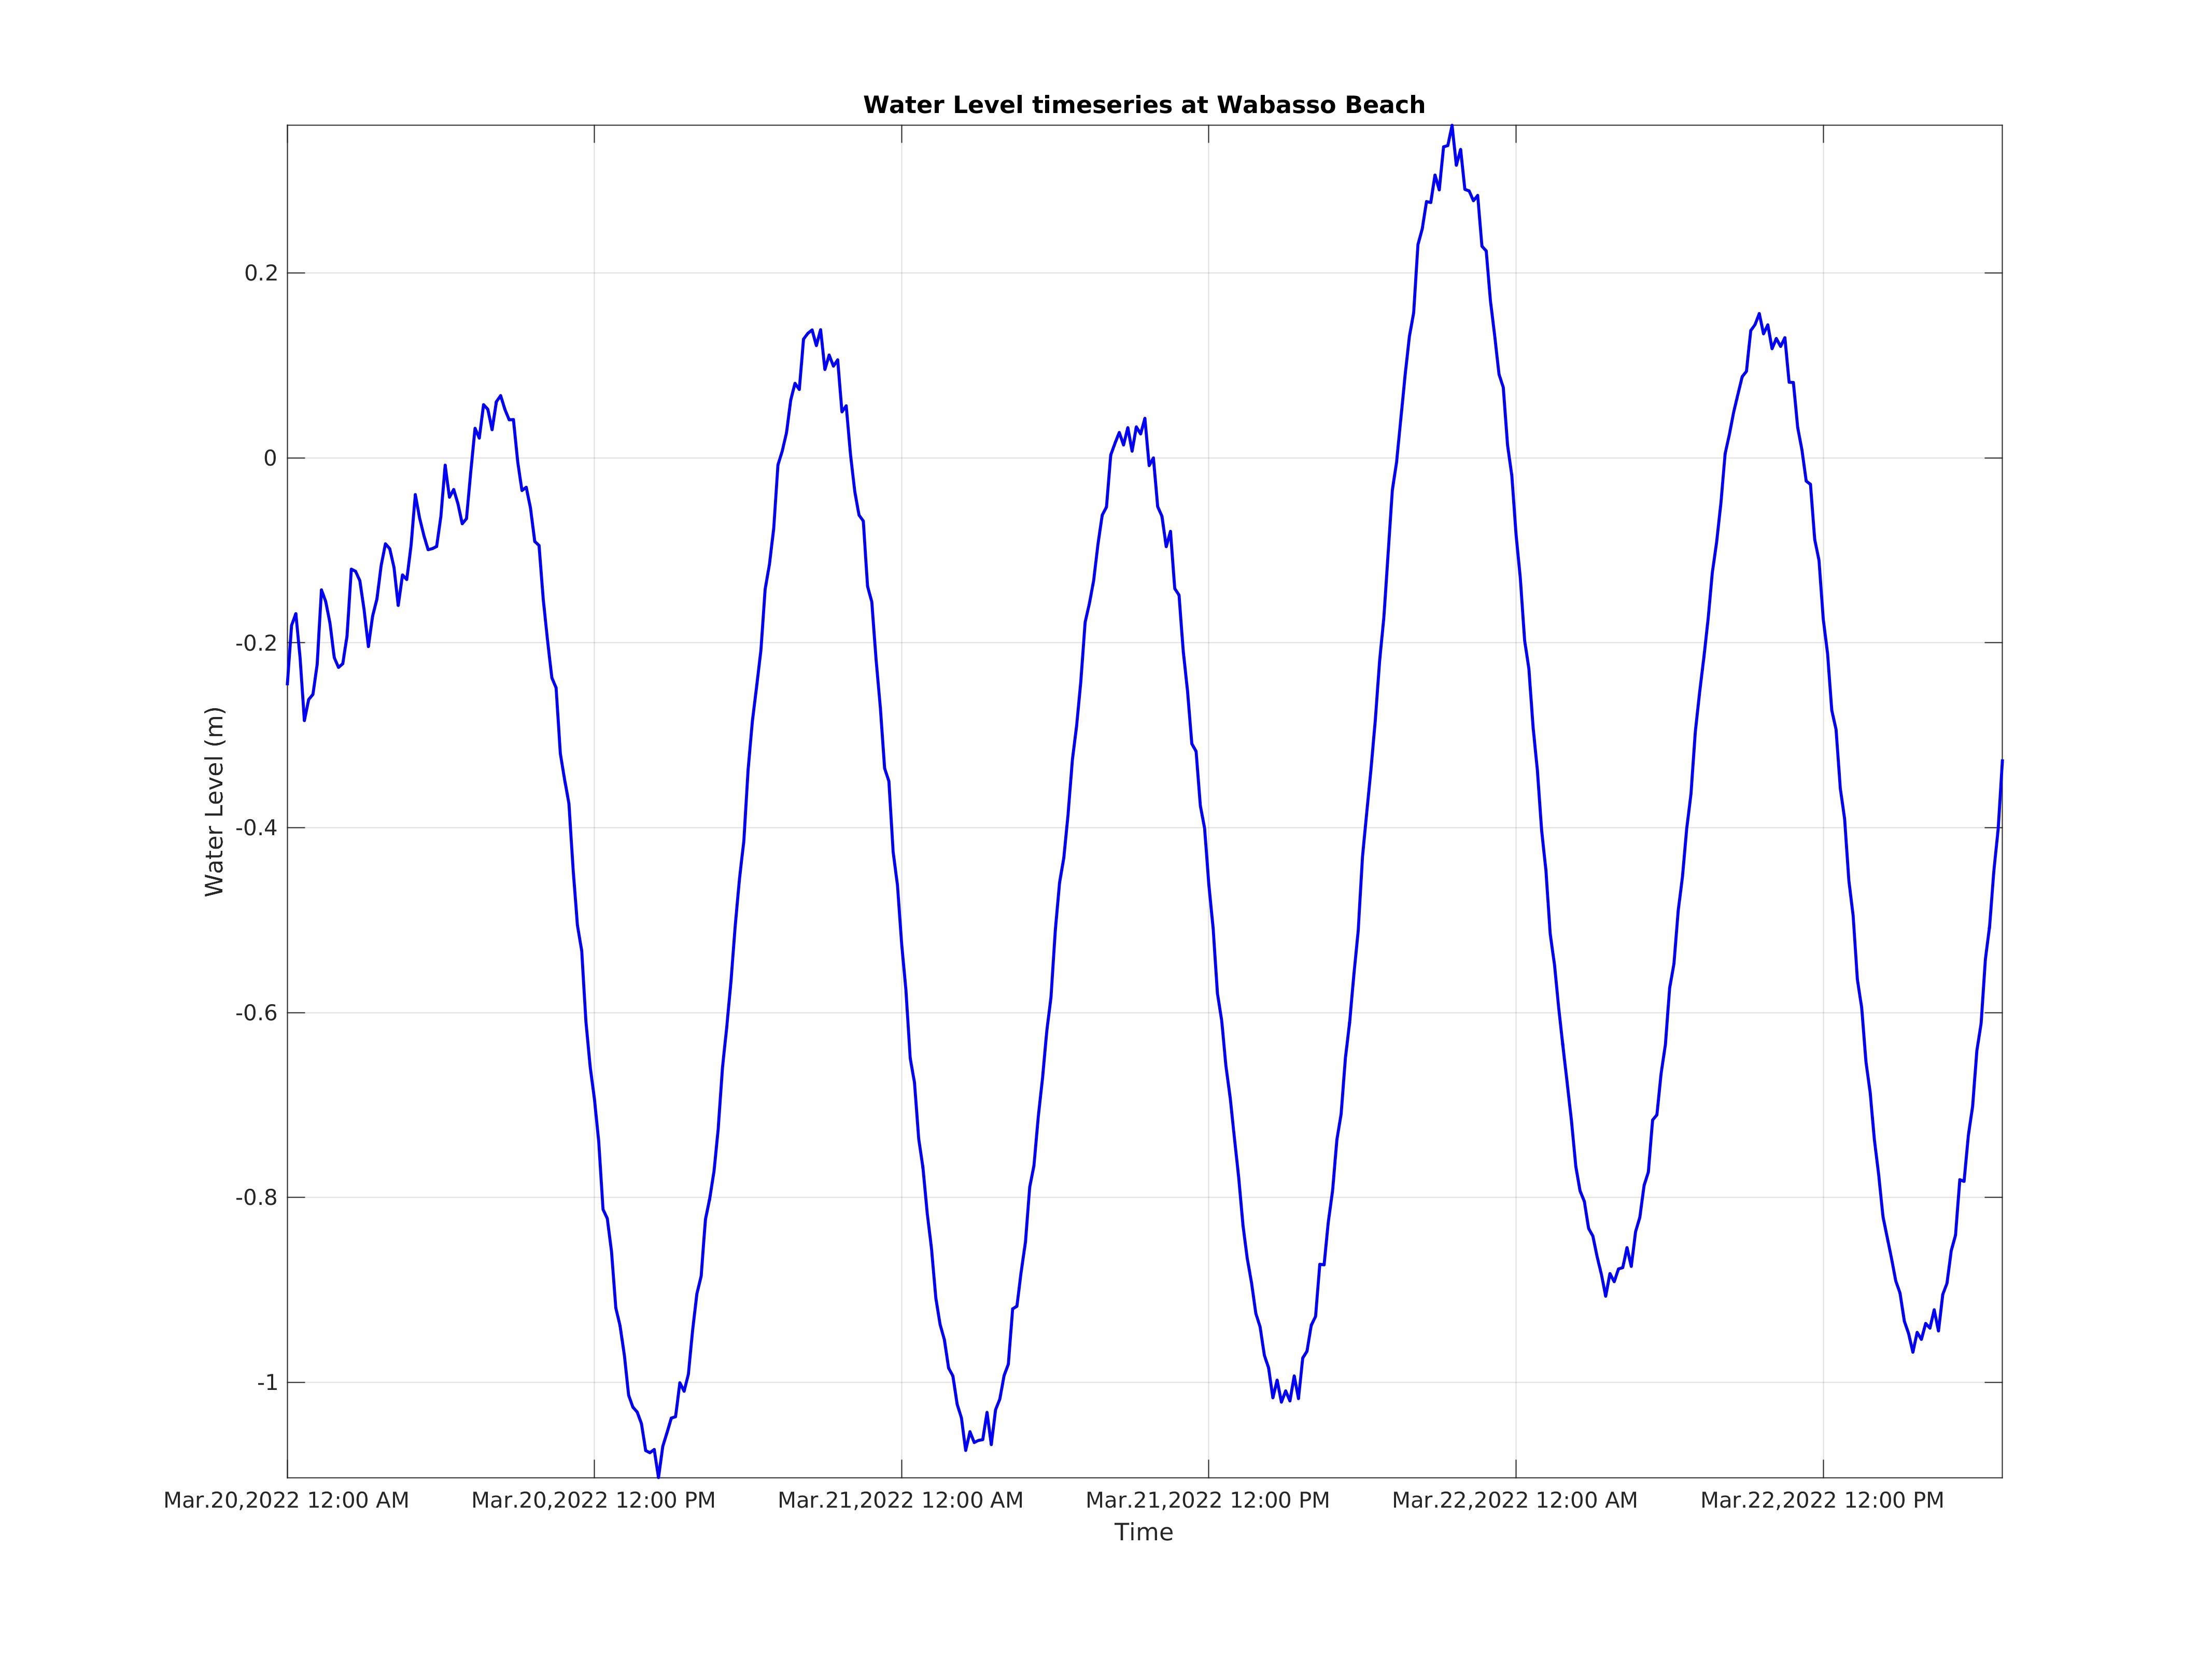 Water Level timeseries at Wabasso Beach
0.2
0
-0.2
-0.4
-0.6
-0.8
-1
Water Level (m)
Mar.20,2022 12:00 AM Mar.20,2022 12:00 PM Mar.21,2022 12:00 AM Mar.21,2022 12:00 PM Mar.22,2022 12:00 AM Mar.22,2022 12:00 PM
Time